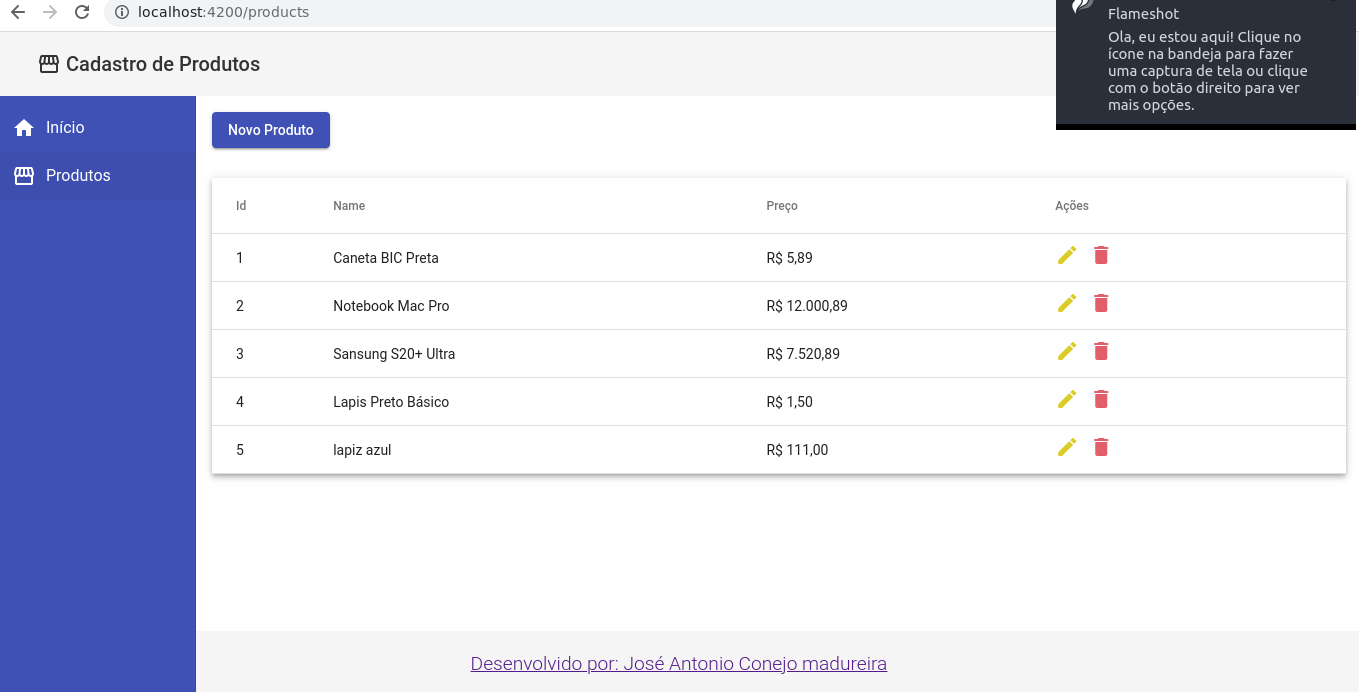 localhost:4200/products
Flameshot
Ola, eu estou aqui! Clique no
ícone na bandeja para fazer
uma captura de tela ou clique
com o botão direito para ver
mais opções.
Cadastro de Produtos
Início
Produtos
Novo Produto
Id Name Preço Ações
1 Caneta BIC Preta R$ 5,89
2 Notebook Mac Pro R$ 12.000,89
3 Sansung S20+ Ultra R$ 7.520,89
4 Lapis Preto Básico R$ 1,50
5 lapiz azul R$ 111,00
Desenvolvido por: José Antonio Conejo madureira